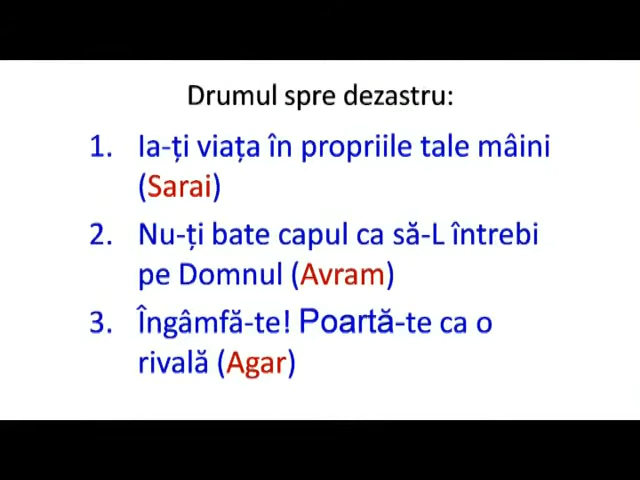 Drumul spre dezastru:
1. Ia-ți viața în propriile tale mâini
(Sarai)
2. Nu-ți bate capul ca să-L întrebi
pe Domnul (Avram)
3. Îngâmfă-te! Poartă-te ca o
rivală (Agar)